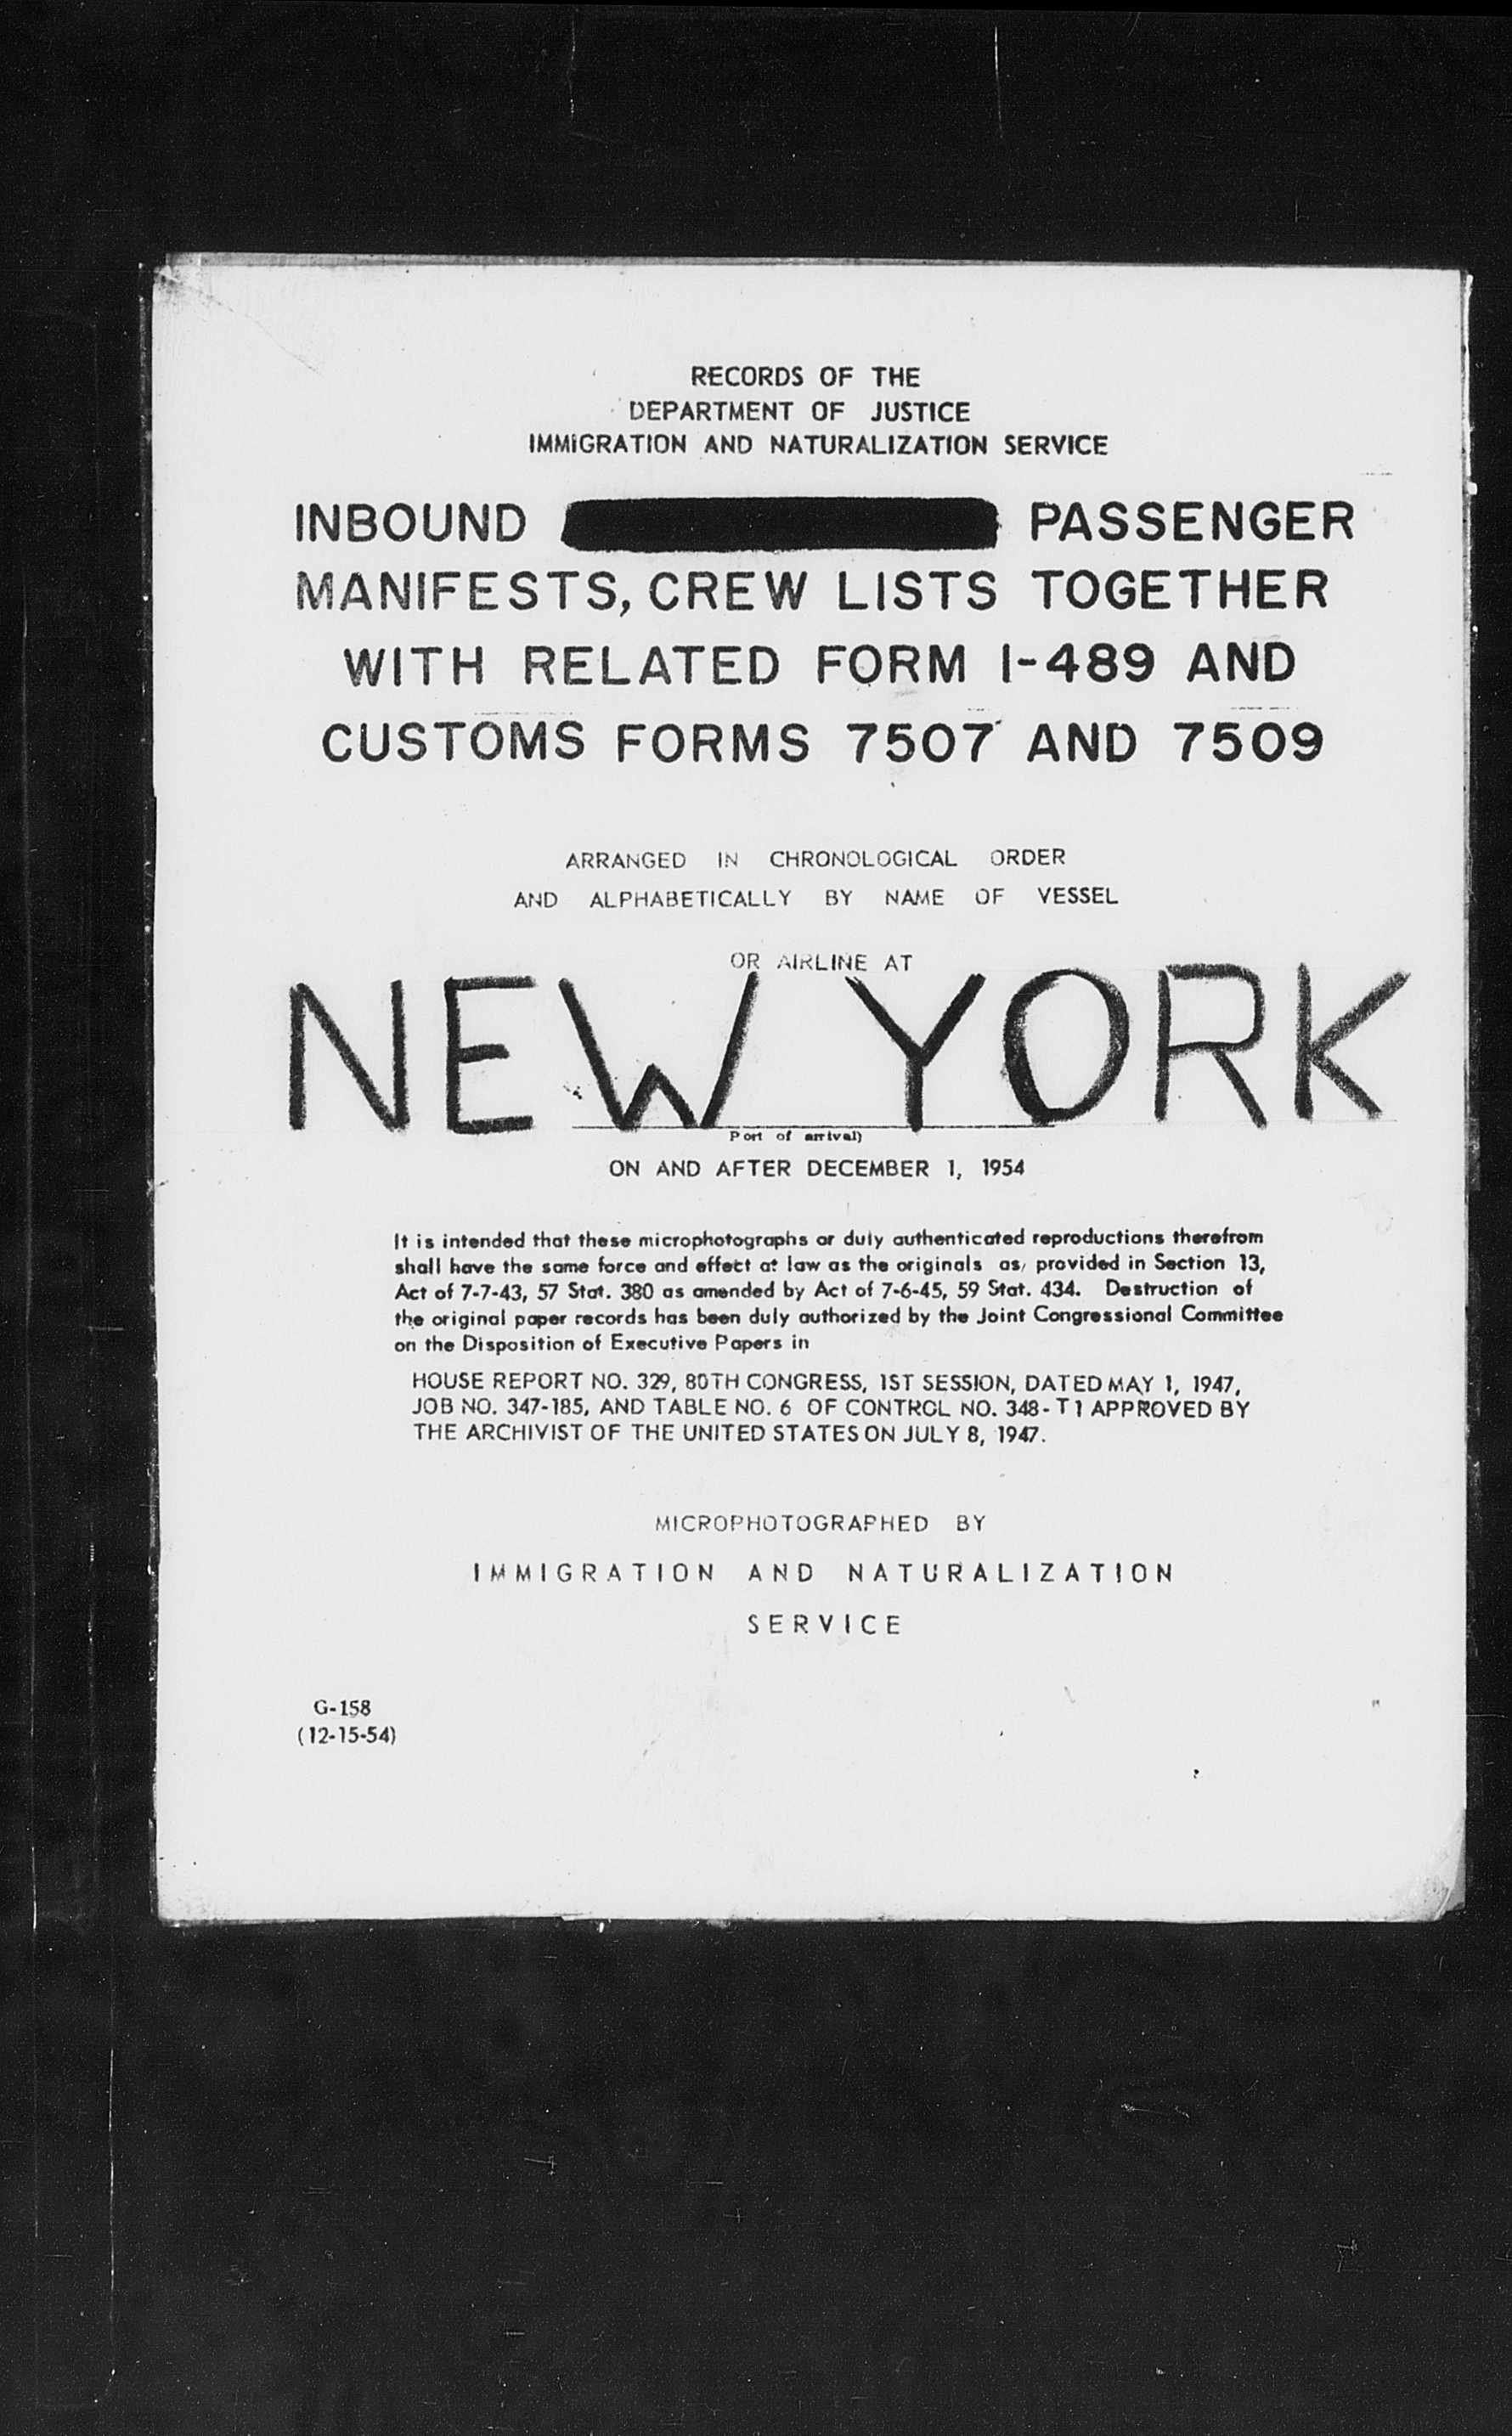 RECORDS OF THE
DEPARTMENT OF JUSTICE
IMMIGRATION AND NATURALIZATION SERVICE
INBOUND PASSENGER
MANIFESTS, CREW LISTS TOGETHER
WITH RELATED FORM I-489 AND
CUSTOMS FORMS 7507 AND 7509
ARRANGED IN CHRONOLOGICAL ORDER
AND ALPHABETICALLY BY NAME OF VESSEL
OR AIRLINE AT
NEW YORK
Port of arrival)
ON AND AFTER DECEMBER 1, 1954
It is intended that these microphotographs or duly authenticated reproductions therefrom
shall have the same force and effect at law as the originals as, provided in Section 13,
Act of 7-7-43, 57 Stat. 380 as amended by Act of 7-6-45, 59 Stat. 434. Destruction of
the original paper records has been duly authorized by the Joint Congressional Committee
on the Disposition of Executive Papers in
HOUSE REPORT NO. 329, 80TH CONGRESS, 1ST SESSION, DATED MAY 1, 1947,
JOB NO. 347-185, AND TABLE NO. 6 OF CONTROL NO. 348-T1 APPROVED BY
THE ARCHIVIST OF THE UNITED STATES ON JULY 8, 1947.
MICROPHOTOGRAPHED BY
IMMIGRATION AND NATURALIZATION
SERVICE
G-158
(12-15-54)